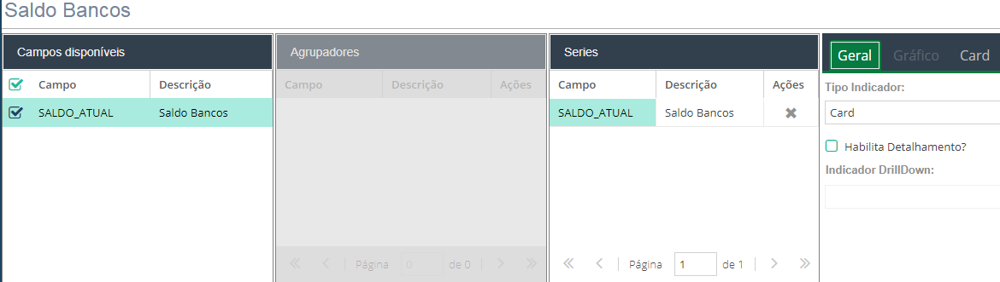 Saldo Bancos
Campos disponíveis
Campo Descrição
SALDO_ATUAL Saldo Bancos
Agrupadores
Campo Descrição Ações
Página 0 de 0
Series
Campo Descrição Ações
SALDO_ATUAL Saldo Bancos
Página 1 de 1
Geral Gráfico Card
Tipo Indicador:
Card
Habilita Detalhamento?
Indicador DrillDown: